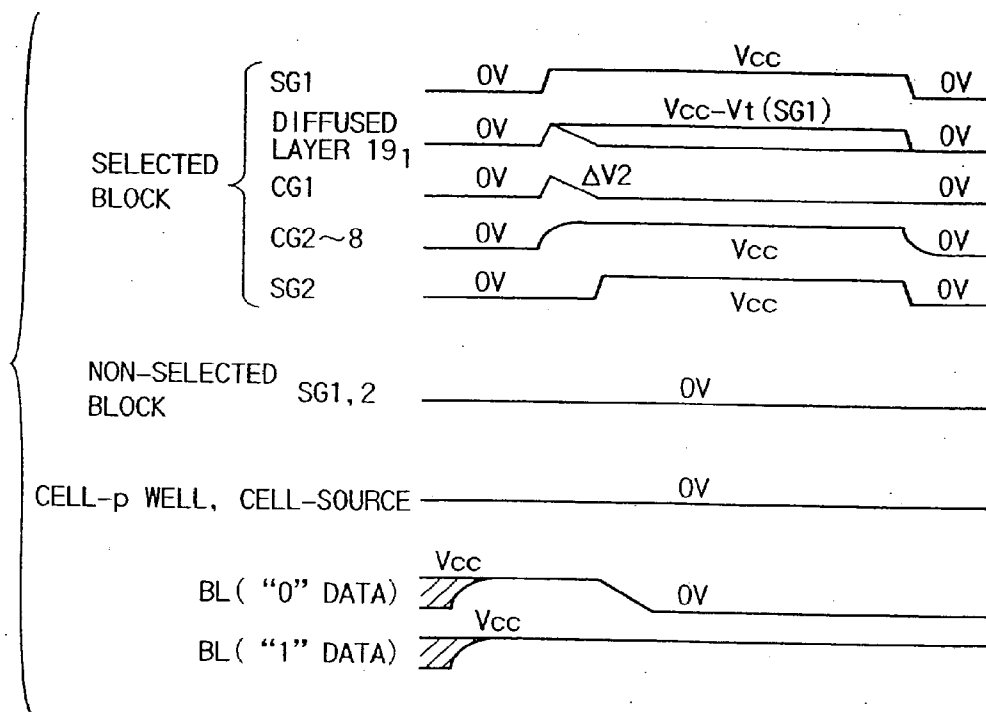 Vcc
SG1 0V 0V
DIFFUSED
LAYER 19₁ 0V Vcc-Vt(SG1) 0V
SELECTED
BLOCK
CG1 0V ΔV2 0V
CG2~8 0V Vcc 0V
SG2 0V Vcc 0V
NON-SELECTED
BLOCK
SG1,2 0V
CELL-p WELL, CELL-SOURCE 0V
Vcc
BL( “0” DATA) 0V
Vcc
BL( “1” DATA)